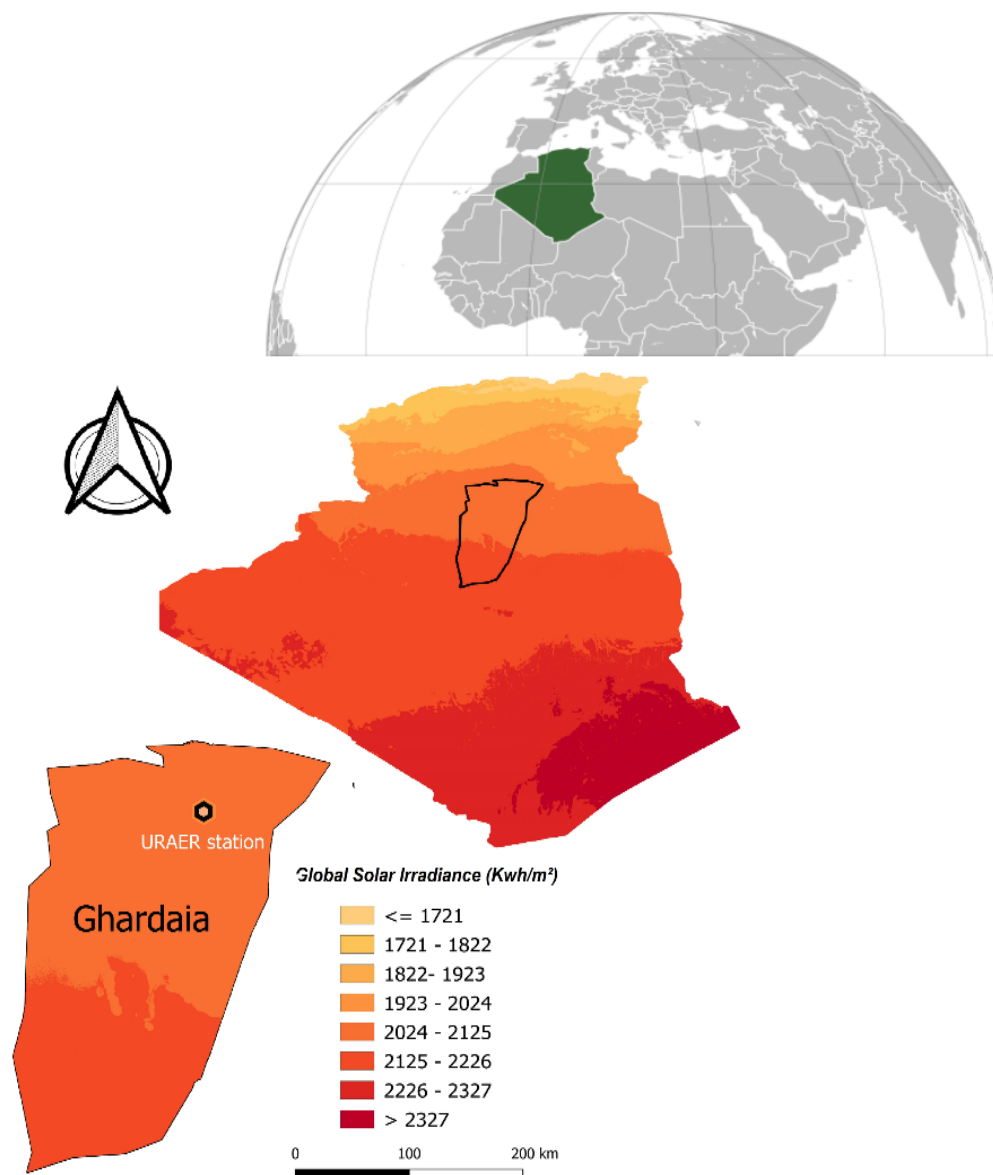 URAER station
Ghardaia
Global Solar Irradiance (Kwh/m²)
<= 1721
1721 - 1822
1822- 1923
1923 - 2024
2024 - 2125
2125 - 2226
2226 - 2327
> 2327
0 100 200 km